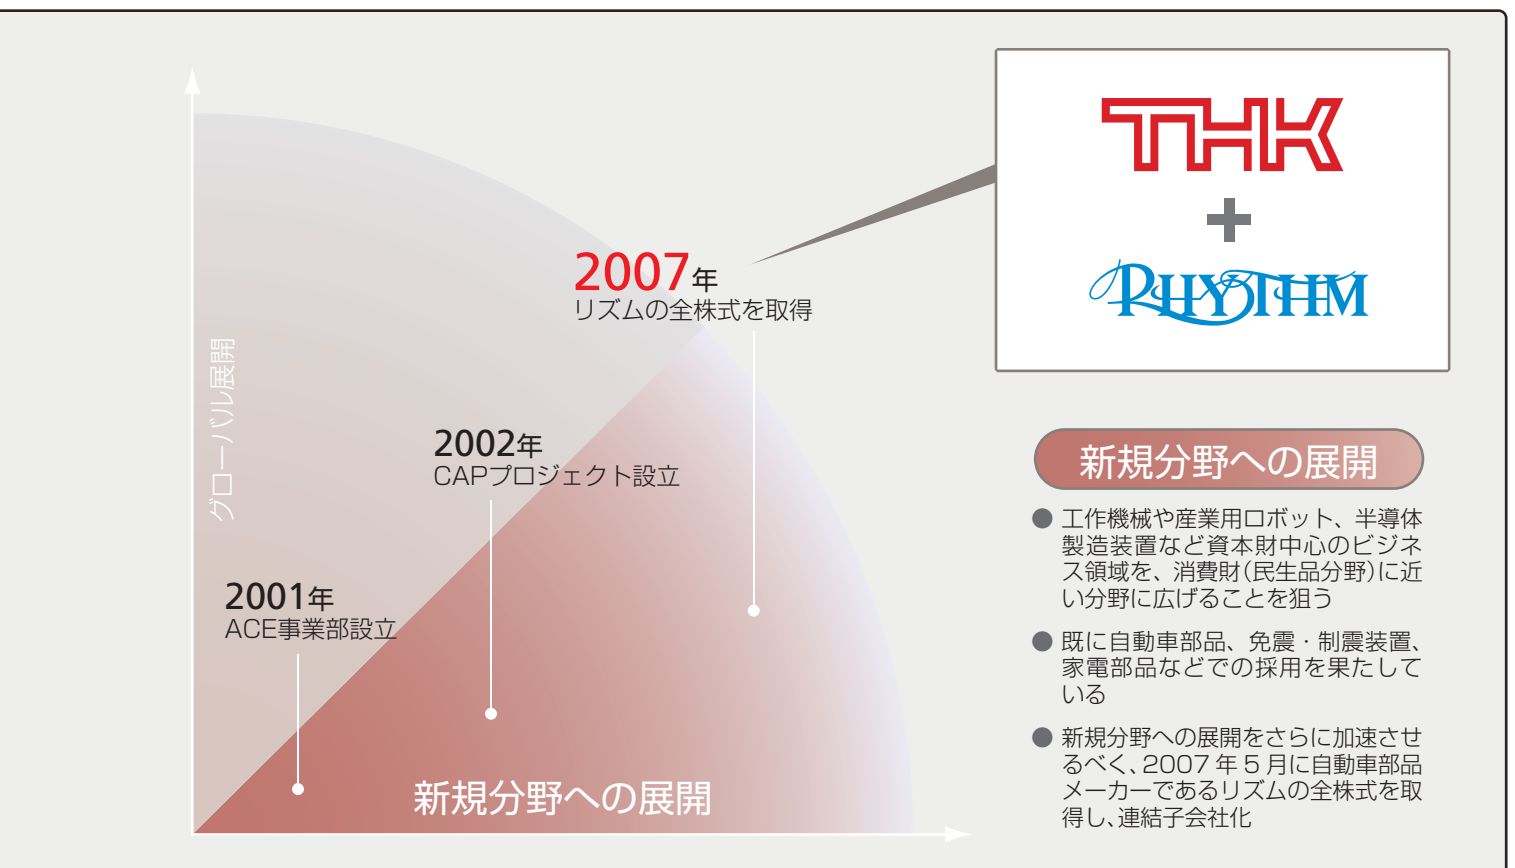 THK
+
RHYTHM
2007年
リズムの全株式を取得
グローバル展開
2002年
CAPプロジェクト設立
2001年
ACE事業部設立
新規分野への展開
新規分野への展開
● 工作機械や産業用ロボット、半導体
製造装置など資本財中心のビジネ
ス領域を、消費財(民生品分野)に近
い分野に広げることを狙う
● 既に自動車部品、免震・制震装置、
家電部品などでの採用を果たして
いる
● 新規分野への展開をさらに加速させ
るべく、2007年5月に自動車部品
メーカーであるリズムの全株式を取
得し、連結子会社化